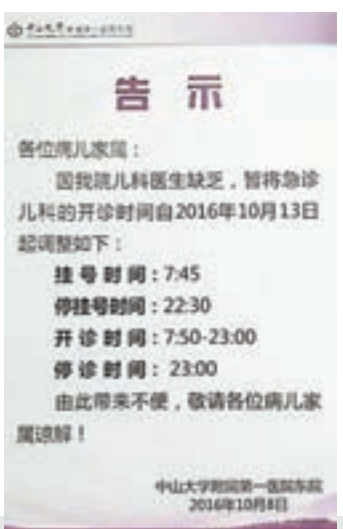 告 示
各位病儿家属：
因我院儿科医生缺乏，暂将急诊
儿科的开诊时间自2016年10月13日
起调整如下：
挂 号 时 间：7:45
停挂号时间：22:30
开 诊 时 间：7:50-23:00
停 诊 时 间： 23:00
由此带来不便，敬请各位病儿家
属谅解！
中山大学附属第一医院东院
2016年10月8日